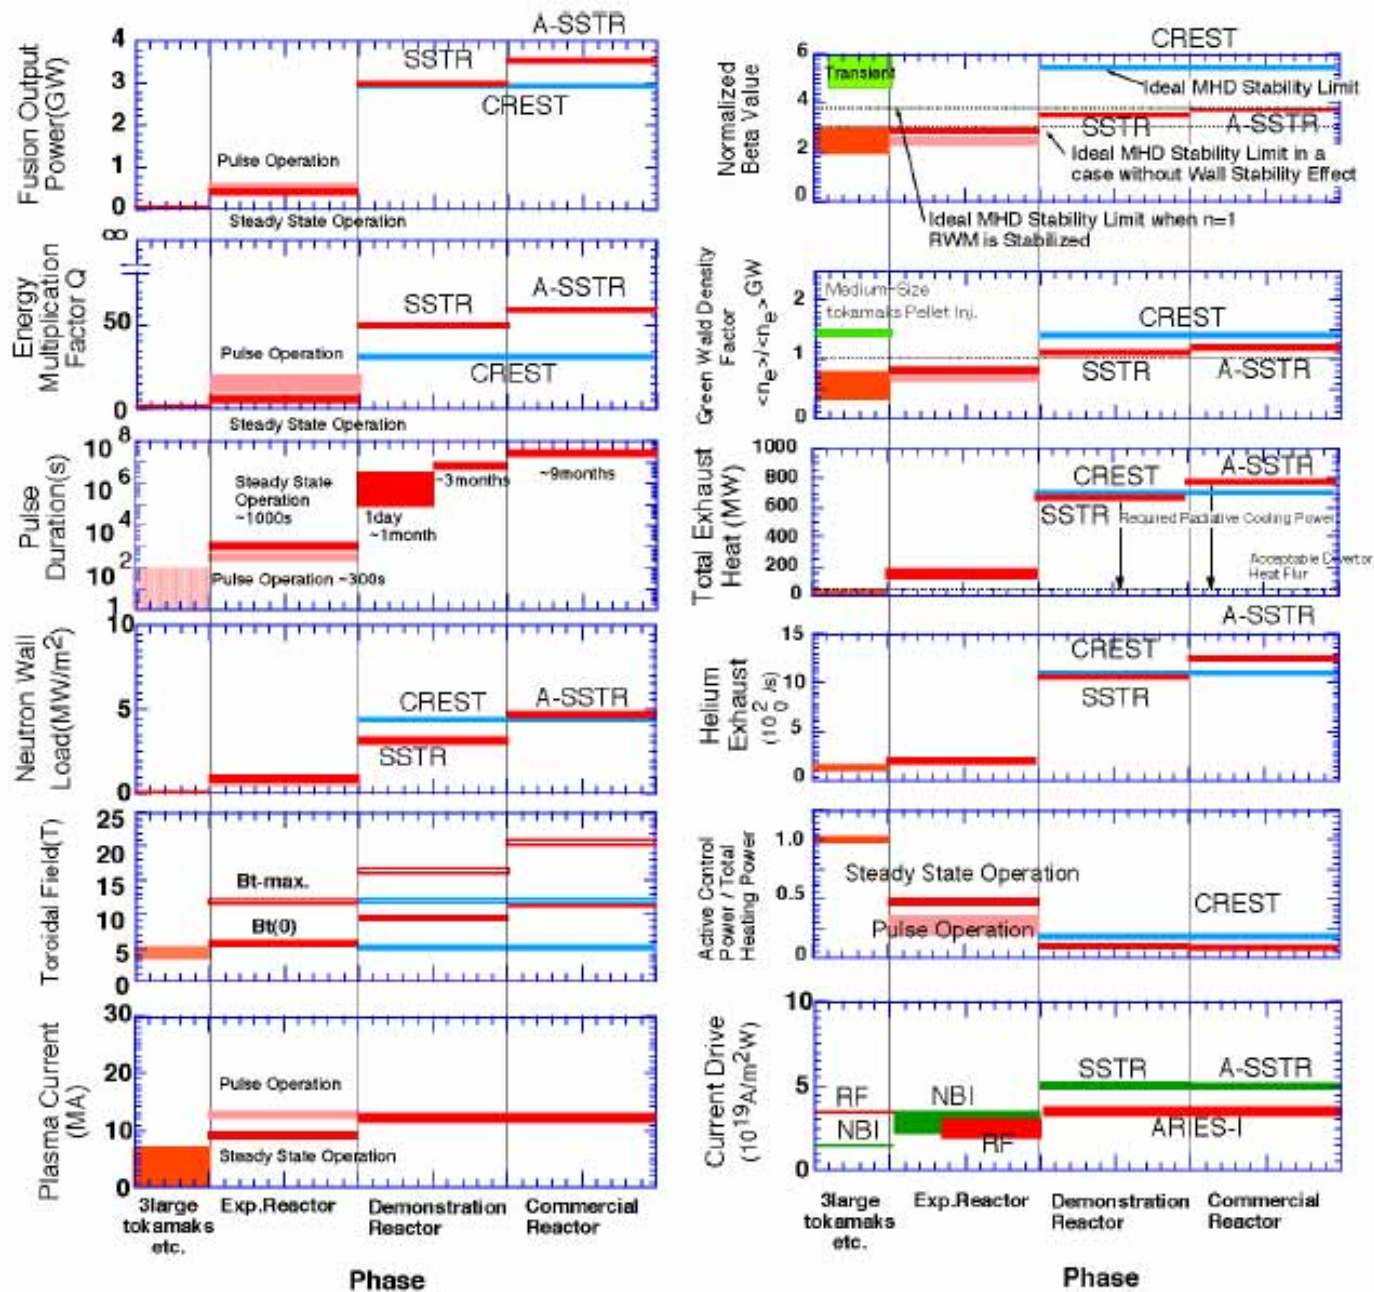 A-SSTR
Fusion Output
Power(GW)
4
3
2
1
0
SSTR
CREST
Pulse Operation
Steady State Operation
Energy
Multiplication
Factor Q
∞
50
0
A-SSTR
SSTR
Pulse Operation
CREST
Steady State Operation
Pulse
Duration(s)
10 8
10 6
10 4
10 2
1
Steady State
Operation
~1000s
~3months
~9months
1day
~1month
Pulse Operation ~300s
Neutron Wall
Load(MW/m2)
10
5
0
CREST
A-SSTR
SSTR
Toroidal Field(T)
25
20
15
10
5
0
Bt-max.
Bt(0)
Plasma Current
(MA)
30
20
10
0
Pulse Operation
Steady State Operation
3large
tokamaks
etc.
Exp.Reactor
Demonstration
Reactor
Commercial
Reactor
Phase
CREST
Normalized
Beta Value
6
4
2
0
Transient
Ideal MHD Stability Limit
SSTR
A-SSTR
Ideal MHD Stability Limit in a
case without Wall Stability Effect
Ideal MHD Stability Limit when n=1
RWM is Stabilized
Green Wald Density
Factor
<ne>/<ne>GW
2
1
0
Medium-Size
tokamaks Pellet Inj.
CREST
SSTR
A-SSTR
Total Exhaust
Heat (MW)
1000
800
600
400
200
0
CREST
A-SSTR
SSTR
Required Radiative Cooling Power
Acceptable Divertor
Heat Flur
A-SSTR
Helium
Exhaust
(10 2 0 /s)
15
10
5
0
CREST
SSTR
Active Control
Power / Total
Heating Power
1.0
0.5
0
Steady State Operation
Pulse Operation
CREST
Current Drive
(10 19 A/m2W)
10
5
0
RF
NBI
NBI
RF
SSTR
A-SSTR
ARIES-I
3large
tokamaks
etc.
Exp.Reactor
Demonstration
Reactor
Commercial
Reactor
Phase